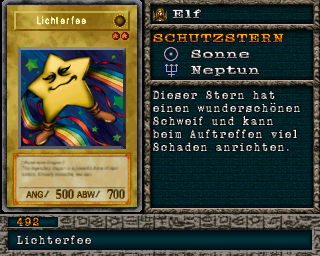 Lichterfee
ANG/ 500 ABW/ 700
Elf
SCHUTZSTERN
Sonne
Neptun
Dieser Stern hat
einen wunderschönen
Schweif und kann
beim Auftreffen viel
Schaden anrichten.
492
Lichterfee